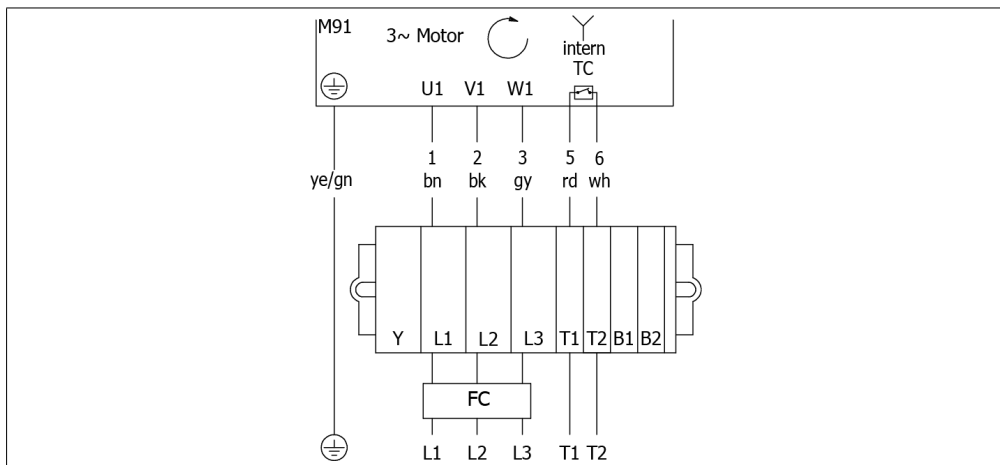 M91
3~ Motor
intern
TC
U1 V1 W1
1 2 3 5 6
ye/gn bn bk gy rd wh
Y L1 L2 L3 T1 T2 B1 B2
FC
L1 L2 L3 T1 T2